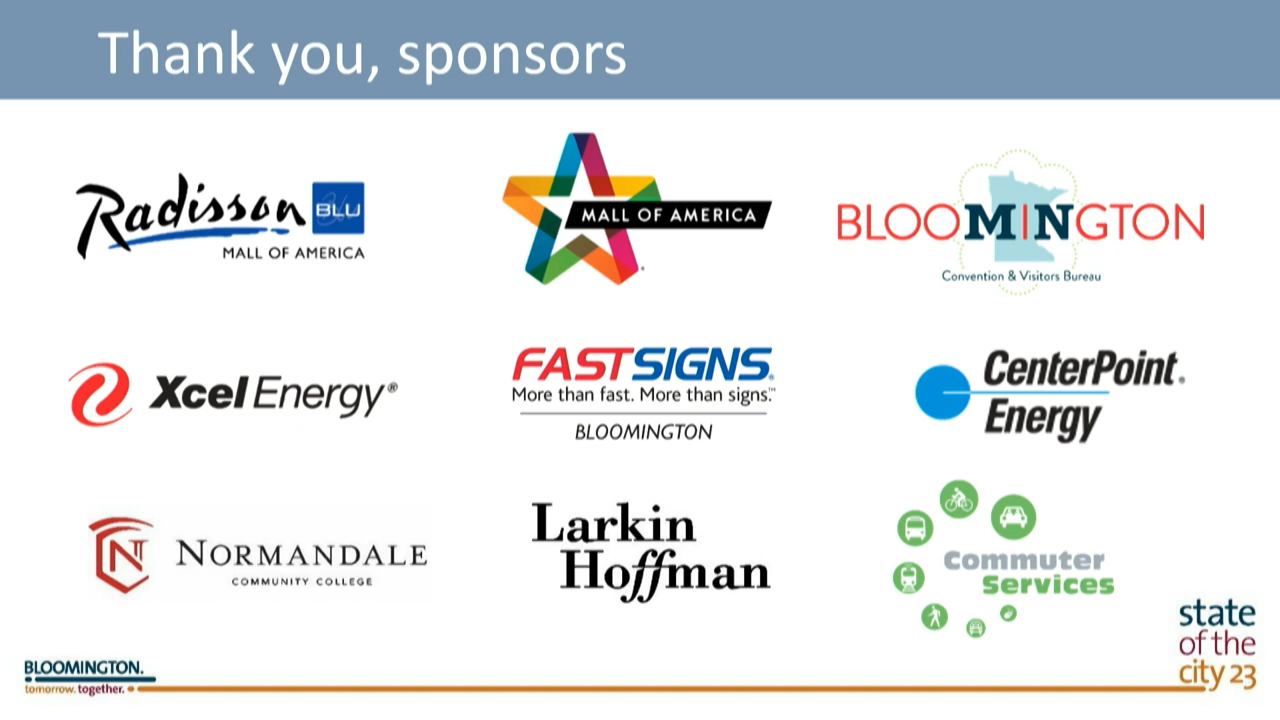 Thank you, sponsors
Radisson BLU
MALL OF AMERICA
MALL OF AMERICA
BLOOMINGTON
Convention & Visitors Bureau
Xcel Energy®
FASTSIGNS®
More than fast. More than signs.™
BLOOMINGTON
CenterPoint®
Energy
N NORMANDALE
COMMUNITY COLLEGE
Larkin
Hoffman
Commuter
Services
BLOOMINGTON.
tomorrow. together.
state
of the
city 23